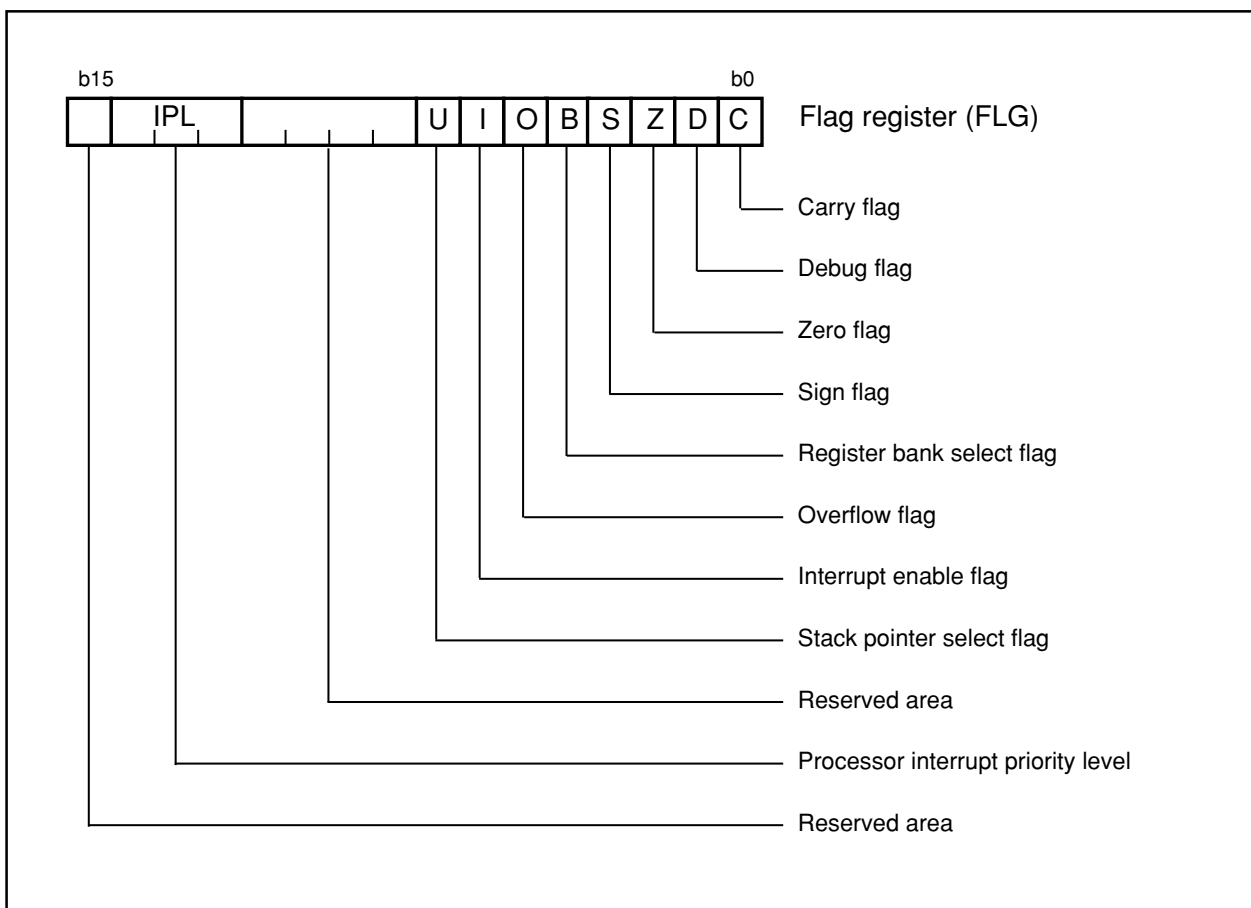 b15 b0
IPL U I O B S Z D C Flag register (FLG)
Carry flag
Debug flag
Zero flag
Sign flag
Register bank select flag
Overflow flag
Interrupt enable flag
Stack pointer select flag
Reserved area
Processor interrupt priority level
Reserved area